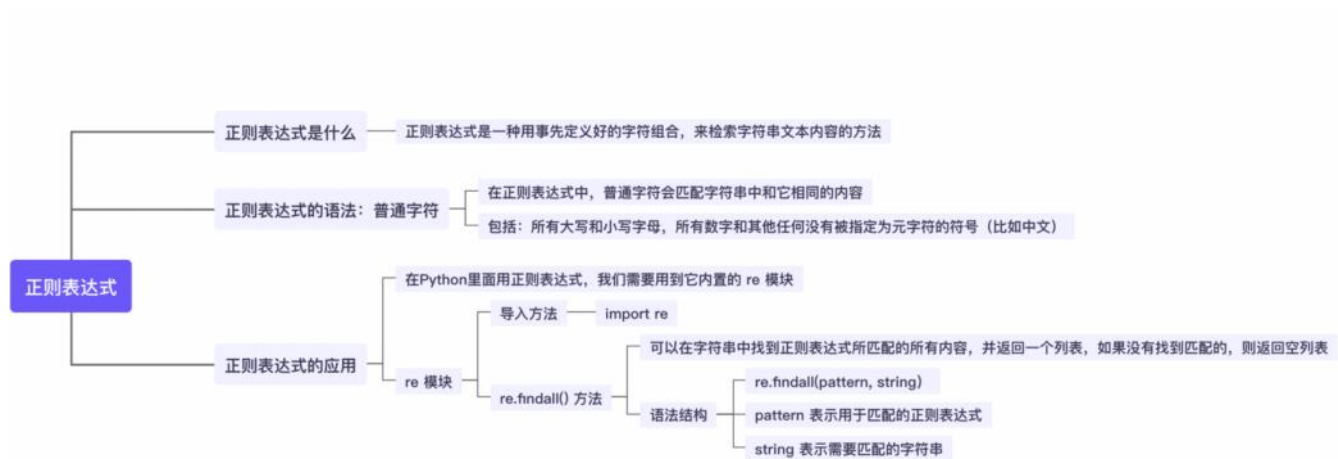 正则表达式是什么
正则表达式是一种用事先定义好的字符组合，来检索字符串文本内容的方法
在正则表达式中，普通字符会匹配字符串中和它相同的内容
正则表达式的语法：普通字符
包括：所有大写和小写字母，所有数字和其他任何没有被指定为元字符的符号（比如中文）
正则表达式
在Python里面用正则表达式，我们需要用到它内置的 re 模块
导入方法
import re
正则表达式的应用
可以在字符串中找到正则表达式所匹配的所有内容，并返回一个列表，如果没有找到匹配的，则返回空列表
re 模块
re.findall() 方法
re.findall(pattern, string）
语法结构
pattern 表示用于匹配的正则表达式
string 表示需要匹配的字符串